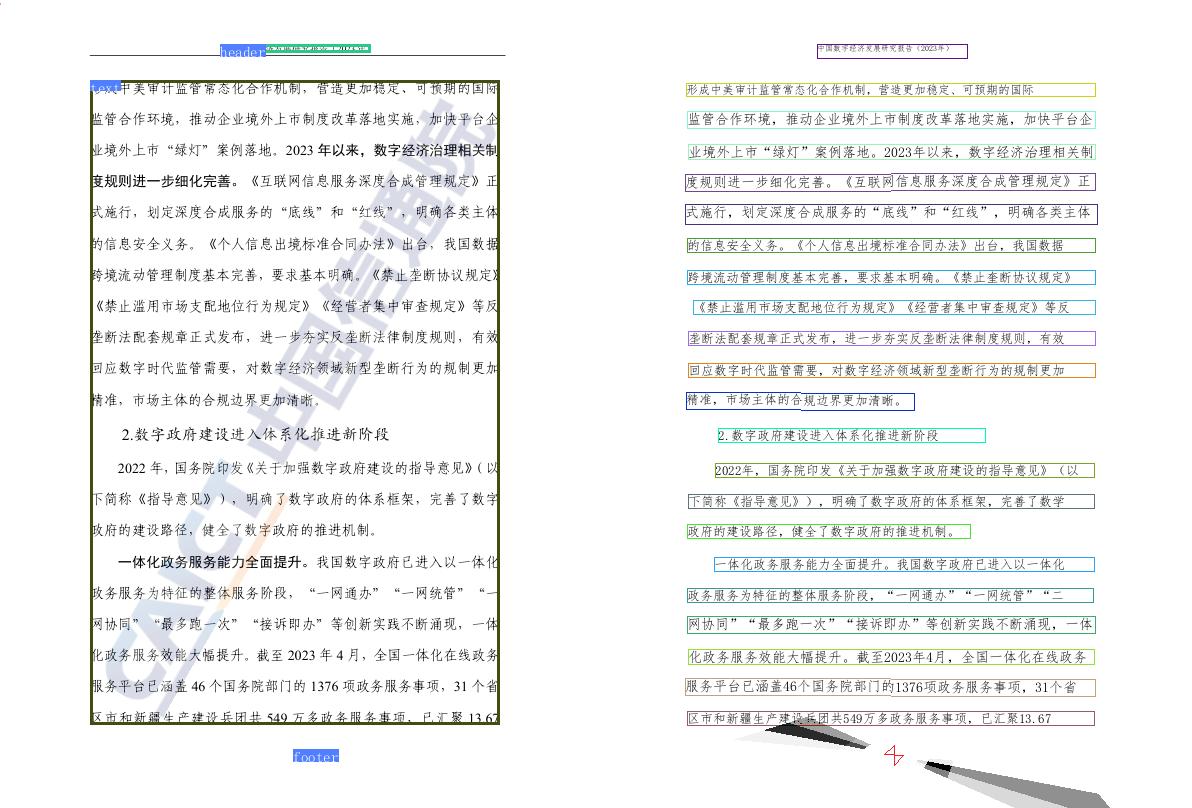 header
text
中美审计监管常态化合作机制，营造更加稳定、可预期的国际
监管合作环境，推动企业境外上市制度改革落地实施，加快平台企
业境外上市“绿灯”案例落地。2023 年以来，数字经济治理相关制
度规则进一步细化完善。《互联网信息服务深度合成管理规定》正
式施行，划定深度合成服务的“底线”和“红线”，明确各类主体
的信息安全义务。《个人信息出境标准合同办法》出台，我国数据
跨境流动管理制度基本完善，要求基本明确。《禁止垄断协议规定》
《禁止滥用市场支配地位行为规定》《经营者集中审查规定》等反
垄断法配套规章正式发布，进一步夯实反垄断法律制度规则，有效
回应数字时代监管需要，对数字经济领域新型垄断行为的规制更加
精准，市场主体的合规边界更加清晰。
2.数字政府建设进入体系化推进新阶段
2022 年，国务院印发《关于加强数字政府建设的指导意见》（以
下简称《指导意见》），明确了数字政府的体系框架，完善了数字
政府的建设路径，健全了数字政府的推进机制。
一体化政务服务能力全面提升。我国数字政府已进入以一体化
政务服务为特征的整体服务阶段，“一网通办”“一网统管”“一
网协同”“最多跑一次”“接诉即办”等创新实践不断涌现，一体
化政务服务效能大幅提升。截至 2023 年 4 月，全国一体化在线政务
服务平台已涵盖 46 个国务院部门的 1376 项政务服务事项，31 个省
区市和新疆生产建设兵团共 549 万多政务服务事项，已汇聚 13.67
CAICT 中国信通院
footer
中国数字经济发展研究报告（2023年）
形成中美审计监管常态化合作机制，营造更加稳定、可预期的国际
监管合作环境，推动企业境外上市制度改革落地实施，加快平台企
业境外上市“绿灯”案例落地。2023年以来，数字经济治理相关制
度规则进一步细化完善。《互联网信息服务深度合成管理规定》正
式施行，划定深度合成服务的“底线”和“红线”，明确各类主体
的信息安全义务。《个人信息出境标准合同办法》出台，我国数据
跨境流动管理制度基本完善，要求基本明确。《禁止奎断协议规定》
《禁止滥用市场支配地位行为规定》《经营者集中审查规定》等反
垄断法配套规章正式发布，进一步夯实反垄断法律制度规则，有效
回应数字时代监管需要，对数字经济领域新型垄断行为的规制更加
精准，市场主体的合规边界更加清晰。
2.数字政府建设进入体系化推进新阶段
2022年，国务院印发《关于加强数字政府建设的指导意见》（以
下简称《指导意见》），明确了数字政府的体系框架，完善了数学
政府的建设路径，健全了数字政府的推进机制。
一体化政务服务能力全面提升。我国数字政府已进入以一体化
政务服务为特征的整体服务阶段，“一网通办”“一网统管”“二
网协同”“最多跑一次”“接诉即办”等创新实践不断涌现，一体
化政务服务效能大幅提升。截至2023年4月，全国一体化在线政务
服务平台已涵盖46个国务院部门的1376项政务服务事项，31个省
区市和新疆生产建设兵团共549万多政务服务事项，已汇聚13.67